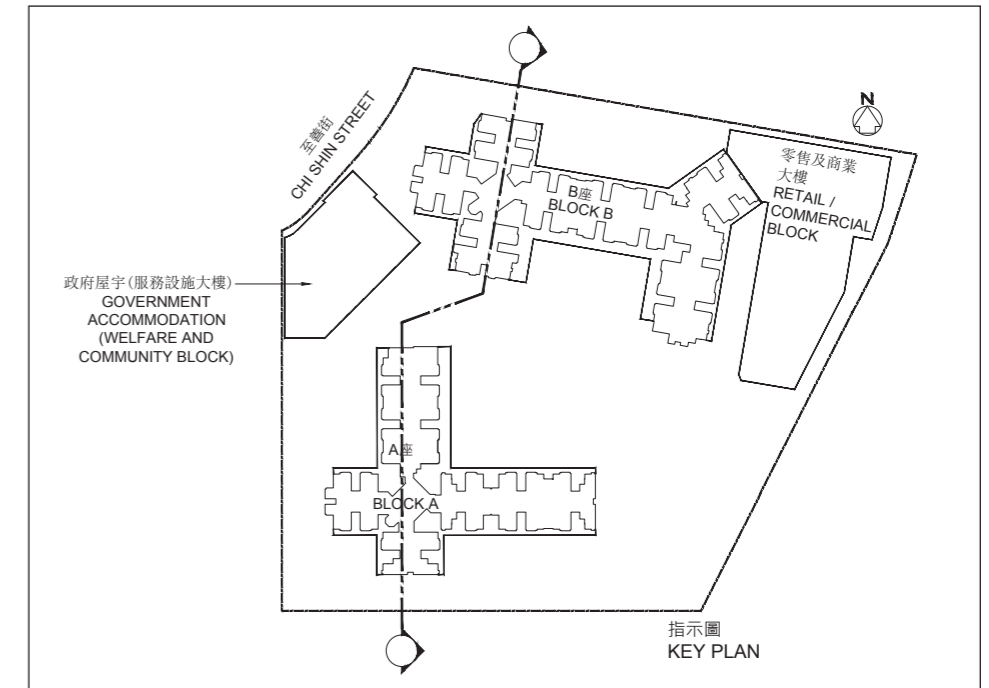 N
至善街
CHI SHIN STREET
零售及商業
大樓
RETAIL /
COMMERCIAL
BLOCK
B座
BLOCK B
政府屋宇(服務設施大樓)
GOVERNMENT
ACCOMMODATION
(WELFARE AND
COMMUNITY BLOCK)
A座
BLOCK A
指示圖
KEY PLAN